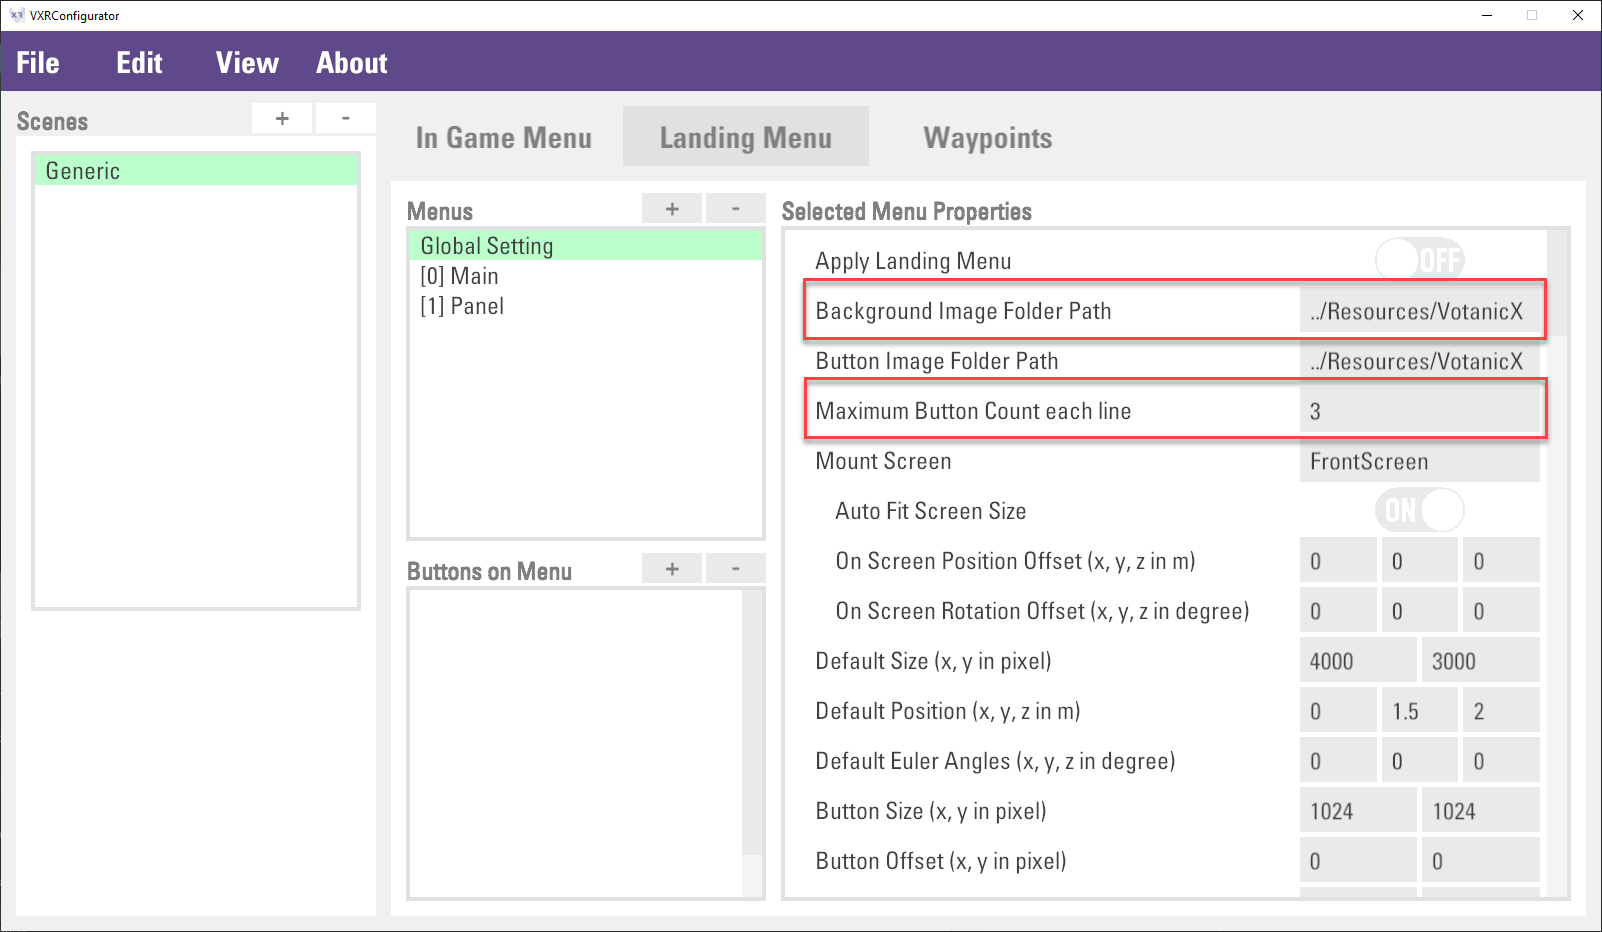 VXRConfigurator
File Edit View About
Scenes + -
Generic
In Game Menu Landing Menu Waypoints
Menus + -
Global Setting
[0] Main
[1] Panel
Buttons on Menu + -
Selected Menu Properties
Apply Landing Menu OFF
Background Image Folder Path ../Resources/VotanicX
Button Image Folder Path ../Resources/VotanicX
Maximum Button Count each line 3
Mount Screen FrontScreen
Auto Fit Screen Size ON
On Screen Position Offset (x, y, z in m) 0 0 0
On Screen Rotation Offset (x, y, z in degree) 0 0 0
Default Size (x, y in pixel) 4000 3000
Default Position (x, y, z in m) 0 1.5 2
Default Euler Angles (x, y, z in degree) 0 0 0
Button Size (x, y in pixel) 1024 1024
Button Offset (x, y in pixel) 0 0